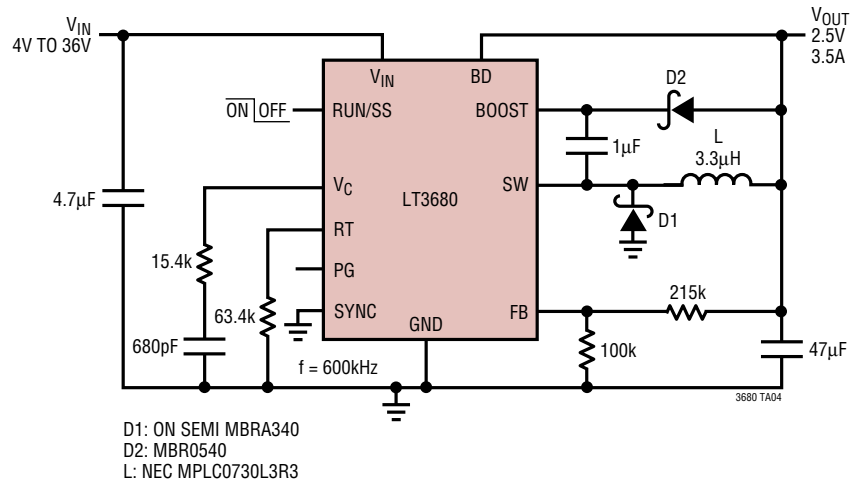 VIN
4V TO 36V
VOUT
2.5V
3.5A
VIN
BD
D2
ON OFF
RUN/SS
BOOST
1µF
L
3.3µH
4.7µF
VC
LT3680
SW
D1
RT
15.4k
PG
215k
63.4k
SYNC
FB
GND
680pF
f = 600kHz
100k
47µF
3680 TA04
D1: ON SEMI MBRA340
D2: MBR0540
L: NEC MPLC0730L3R3